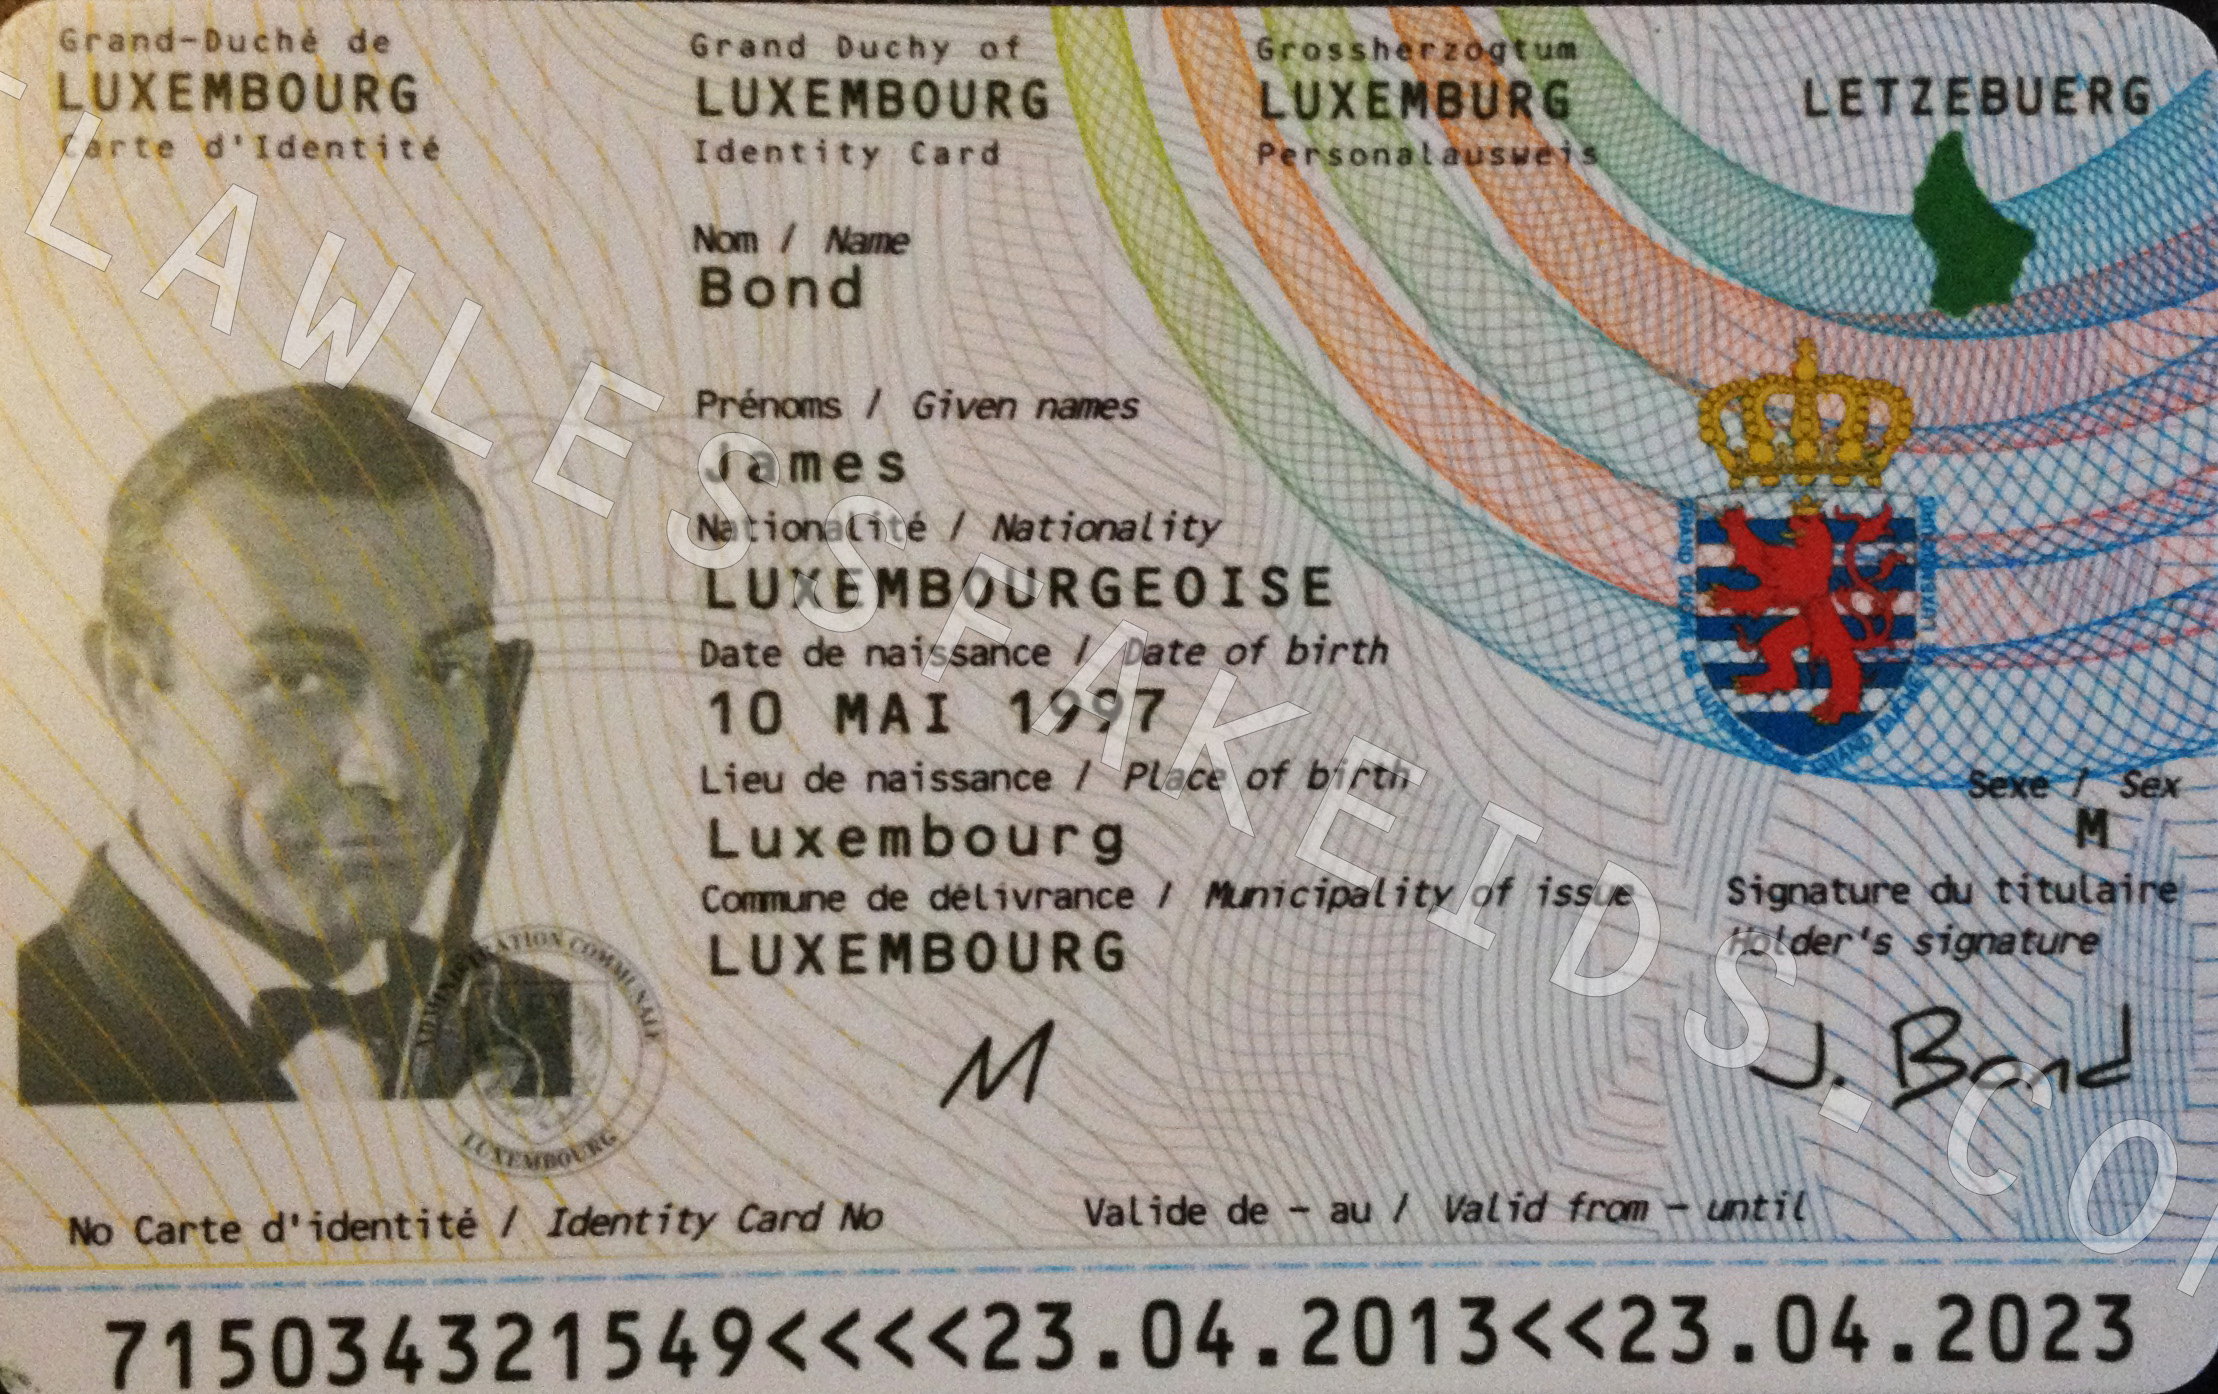 Grand-Duché de
LUXEMBOURG
Carte d'Identité
Grand Duchy of
LUXEMBOURG
Identity Card
Grossherzogtum
LUXEMBURG
Personalausweis
LETZEBUERG
Nom / Name
Bond
Prénoms / Given names
James
Nationalité / Nationality
LUXEMBOURGEOISE
Date de naissance / Date of birth
10 MAI 1997
Lieu de naissance / Place of birth
Luxembourg
Sexe / Sex
M
Commune de délivrance / Municipality of issue
LUXEMBOURG
Signature du titulaire
Holder's signature
J. Bond
ADMINISTRATION COMMUNALE
LUXEMBOURG
No Carte d'identité / Identity Card No
Valide de - au / Valid from - until
715034321549<<<<23.04.2013<<23.04.2023
FLAWLESSFAKEIDS.COM